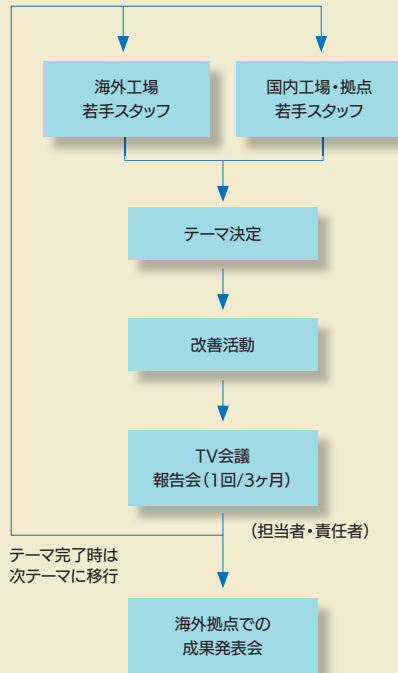 海外工場
若手スタッフ
国内工場・拠点
若手スタッフ
テーマ決定
改善活動
TV会議
報告会(1回/3ヶ月)
(担当者・責任者)
テーマ完了時は
次テーマに移行
海外拠点での
成果発表会